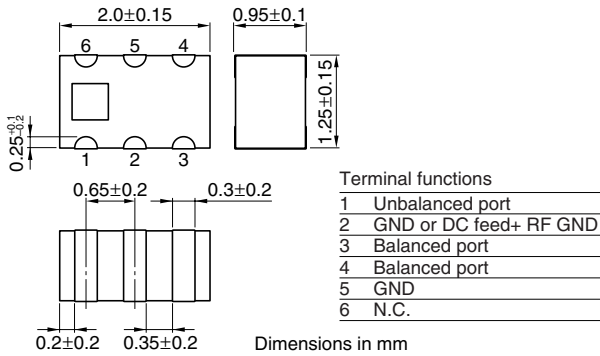 2.0±0.15
0.95±0.1
6 5 4
1.25±0.15
0.25+0.1−0.2
1 2 3
0.65±0.2
0.3±0.2
0.2±0.2
0.35±0.2
Terminal functions
1 Unbalanced port
2 GND or DC feed+ RF GND
3 Balanced port
4 Balanced port
5 GND
6 N.C.
Dimensions in mm